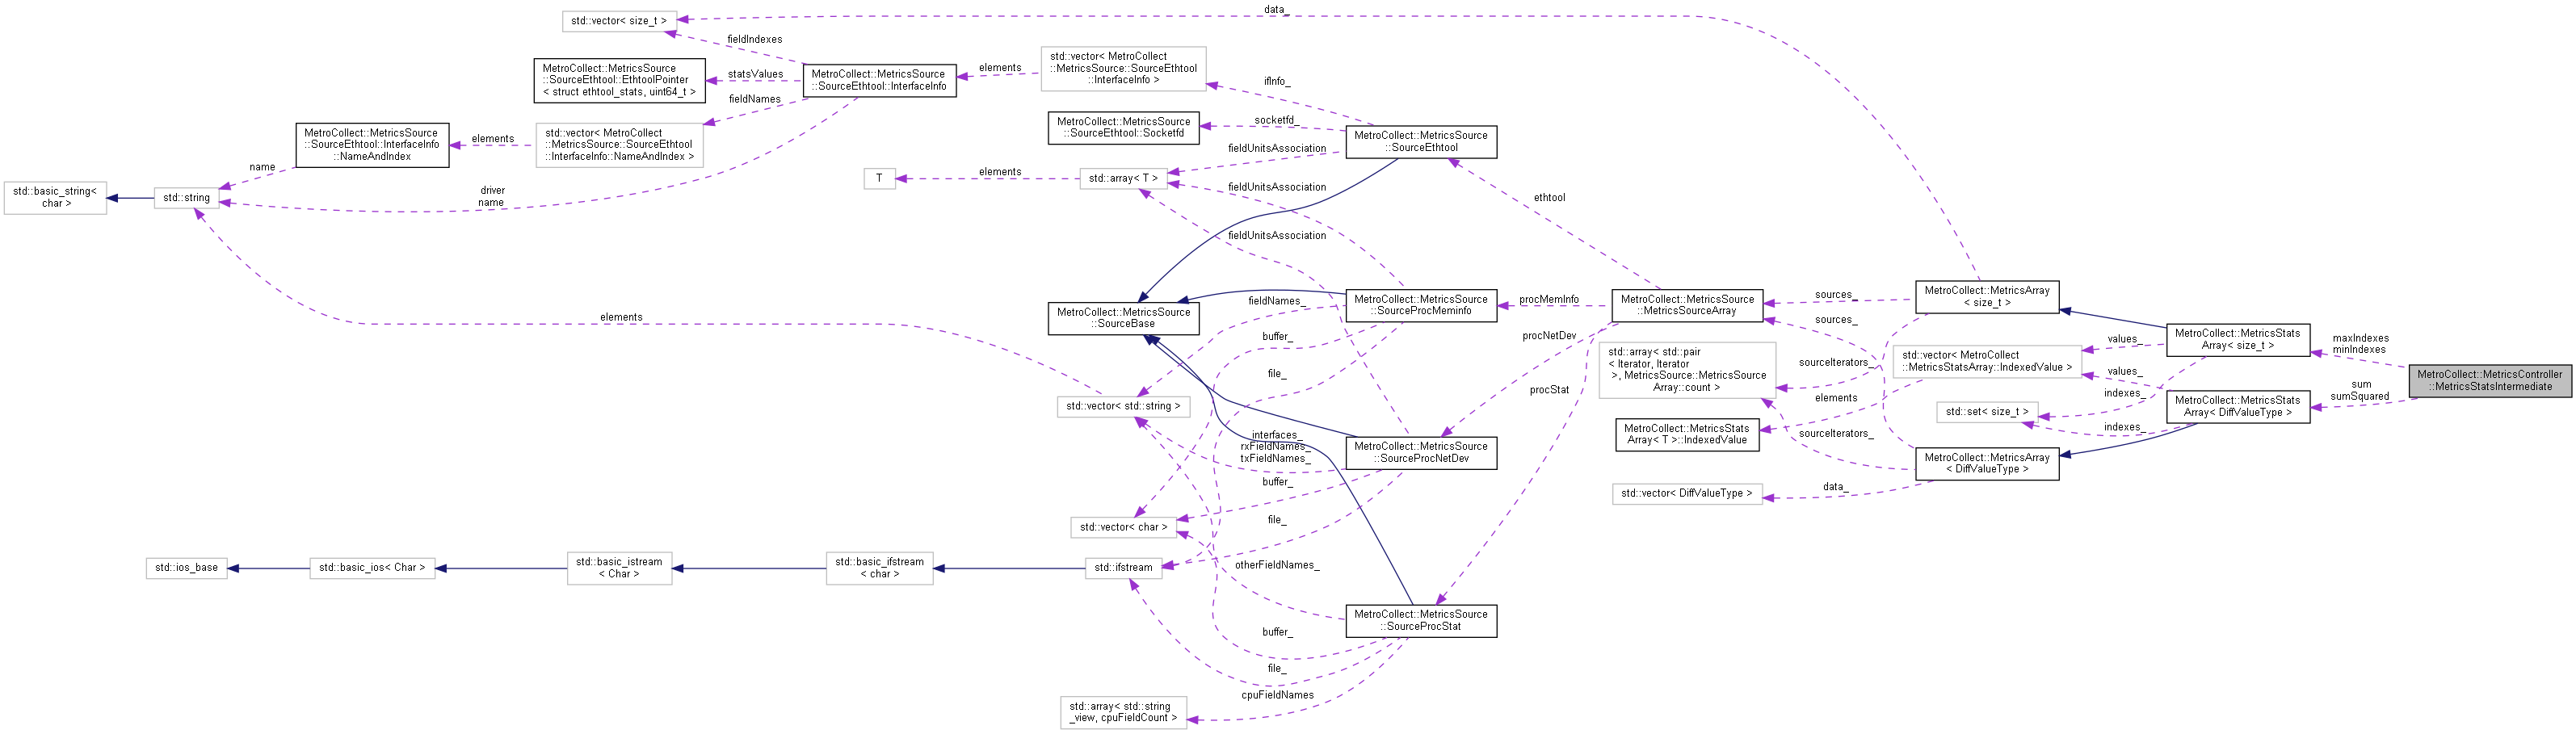 data_
std::vector< size_t >
fieldIndexes
MetroCollect::MetricsSource
::SourceEthtool::EthtoolPointer
< struct ethtool_stats, uint64_t >
statsValues
MetroCollect::MetricsSource
::SourceEthtool::InterfaceInfo
elements
std::vector< MetroCollect
::MetricsSource::SourceEthtool
::InterfaceInfo >
ifInfo_
fieldNames
MetroCollect::MetricsSource
::SourceEthtool::InterfaceInfo
::NameAndIndex
elements
std::vector< MetroCollect
::MetricsSource::SourceEthtool
::InterfaceInfo::NameAndIndex >
MetroCollect::MetricsSource
::SourceEthtool::Socketfd
socketfd_
MetroCollect::MetricsSource
::SourceEthtool
fieldUnitsAssociation
name
std::basic_string<
char >
std::string
driver
name
T
elements
std::array< T >
fieldUnitsAssociation
ethtool
fieldUnitsAssociation
elements
MetroCollect::MetricsSource
::SourceBase
fieldNames_
MetroCollect::MetricsSource
::SourceProcMeminfo
procMemInfo
MetroCollect::MetricsSource
::MetricsSourceArray
sources_
MetroCollect::MetricsArray
< size_t >
sources_
buffer_
procNetDev
file_
procStat
std::array< std::pair
< Iterator, Iterator
>, MetricsSource::MetricsSource
Array::count >
sourceIterators_
std::vector< MetroCollect
::MetricsStatsArray::IndexedValue >
values_
MetroCollect::MetricsStats
Array< size_t >
maxIndexes
minIndexes
MetroCollect::MetricsController
::MetricsStatsIntermediate
values_
sum
sumSquared
elements
indexes_
MetroCollect::MetricsStats
Array< DiffValueType >
std::set< size_t >
indexes_
std::vector< std::string >
MetroCollect::MetricsStats
Array< T >::IndexedValue
sourceIterators_
interfaces_
rxFieldNames_
txFieldNames_
MetroCollect::MetricsSource
::SourceProcNetDev
MetroCollect::MetricsArray
< DiffValueType >
buffer_
std::vector< DiffValueType >
data_
std::vector< char >
file_
std::ios_base
std::basic_ios< Char >
std::basic_istream
< Char >
std::basic_ifstream
< char >
std::ifstream
otherFieldNames_
MetroCollect::MetricsSource
::SourceProcStat
buffer_
file_
cpuFieldNames
std::array< std::string
_view, cpuFieldCount >